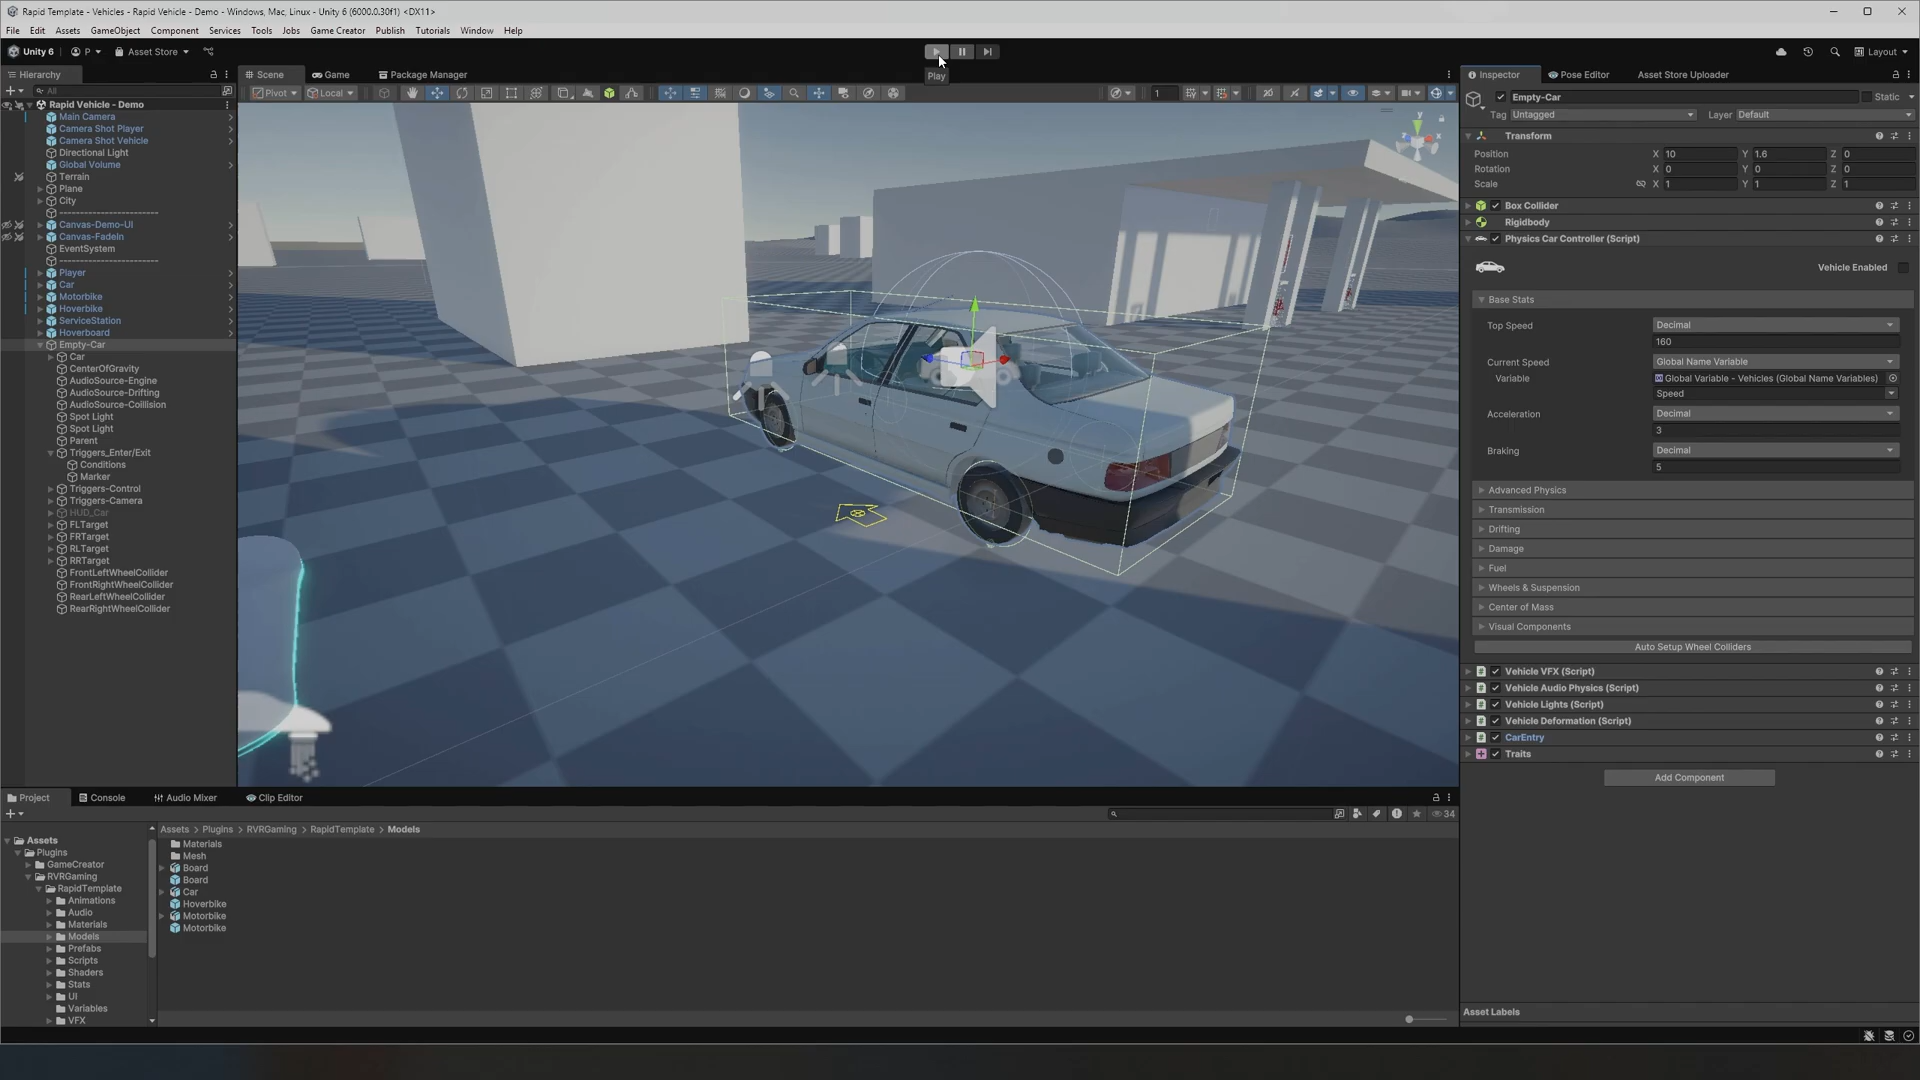 Rapid Template - Vehicles - Rapid Vehicle - Demo - Windows, Mac, Linux - Unity 6 (6000.0.30f1) <DX11>
File Edit Assets GameObject Component Services Tools Jobs Game Creator Publish Tutorials Window Help
Unity 6 P Asset Store Layout
Play
Hierarchy
All
Rapid Vehicle - Demo
Main Camera
Camera Shot Player
Camera Shot Vehicle
Directional Light
Global Volume
Terrain
Plane
City
-------------------------
Canvas-Demo-UI
Canvas-FadeIn
EventSystem
-------------------------
Player
Car
Motorbike
Hoverbike
ServiceStation
Hoverboard
Empty-Car
Car
CenterOfGravity
AudioSource-Engine
AudioSource-Drifting
AudioSource-Coillision
Spot Light
Spot Light
Parent
Triggers_Enter/Exit
Conditions
Marker
Triggers-Control
Triggers-Camera
HUD_Car
FLTarget
FRTarget
RLTarget
RRTarget
FrontLeftWheelCollider
FrontRightWheelCollider
RearLeftWheelCollider
RearRightWheelCollider
Scene Game Package Manager
Pivot Local 1
y
Inspector Pose Editor Asset Store Uploader
Empty-Car Static
Tag Untagged Layer Default
Transform
Position X 10 Y 1.6 Z 0
Rotation X 0 Y 0 Z 0
Scale X 1 Y 1 Z 1
Box Collider
Rigidbody
Physics Car Controller (Script)
Vehicle Enabled
Base Stats
Top Speed Decimal
160
Current Speed Global Name Variable
Variable Global Variable - Vehicles (Global Name Variables)
Speed
Acceleration Decimal
3
Braking Decimal
5
Advanced Physics
Transmission
Drifting
Damage
Fuel
Wheels & Suspension
Center of Mass
Visual Components
Auto Setup Wheel Colliders
Vehicle VFX (Script)
Vehicle Audio Physics (Script)
Vehicle Lights (Script)
Vehicle Deformation (Script)
CarEntry
Traits
Add Component
Asset Labels
Project Console Audio Mixer Clip Editor
34
Assets
Plugins
GameCreator
RVRGaming
RapidTemplate
Animations
Audio
Materials
Models
Prefabs
Scripts
Shaders
Stats
UI
Variables
VFX
Assets > Plugins > RVRGaming > RapidTemplate > Models
Materials
Mesh
Board
Board
Car
Hoverbike
Motorbike
Motorbike